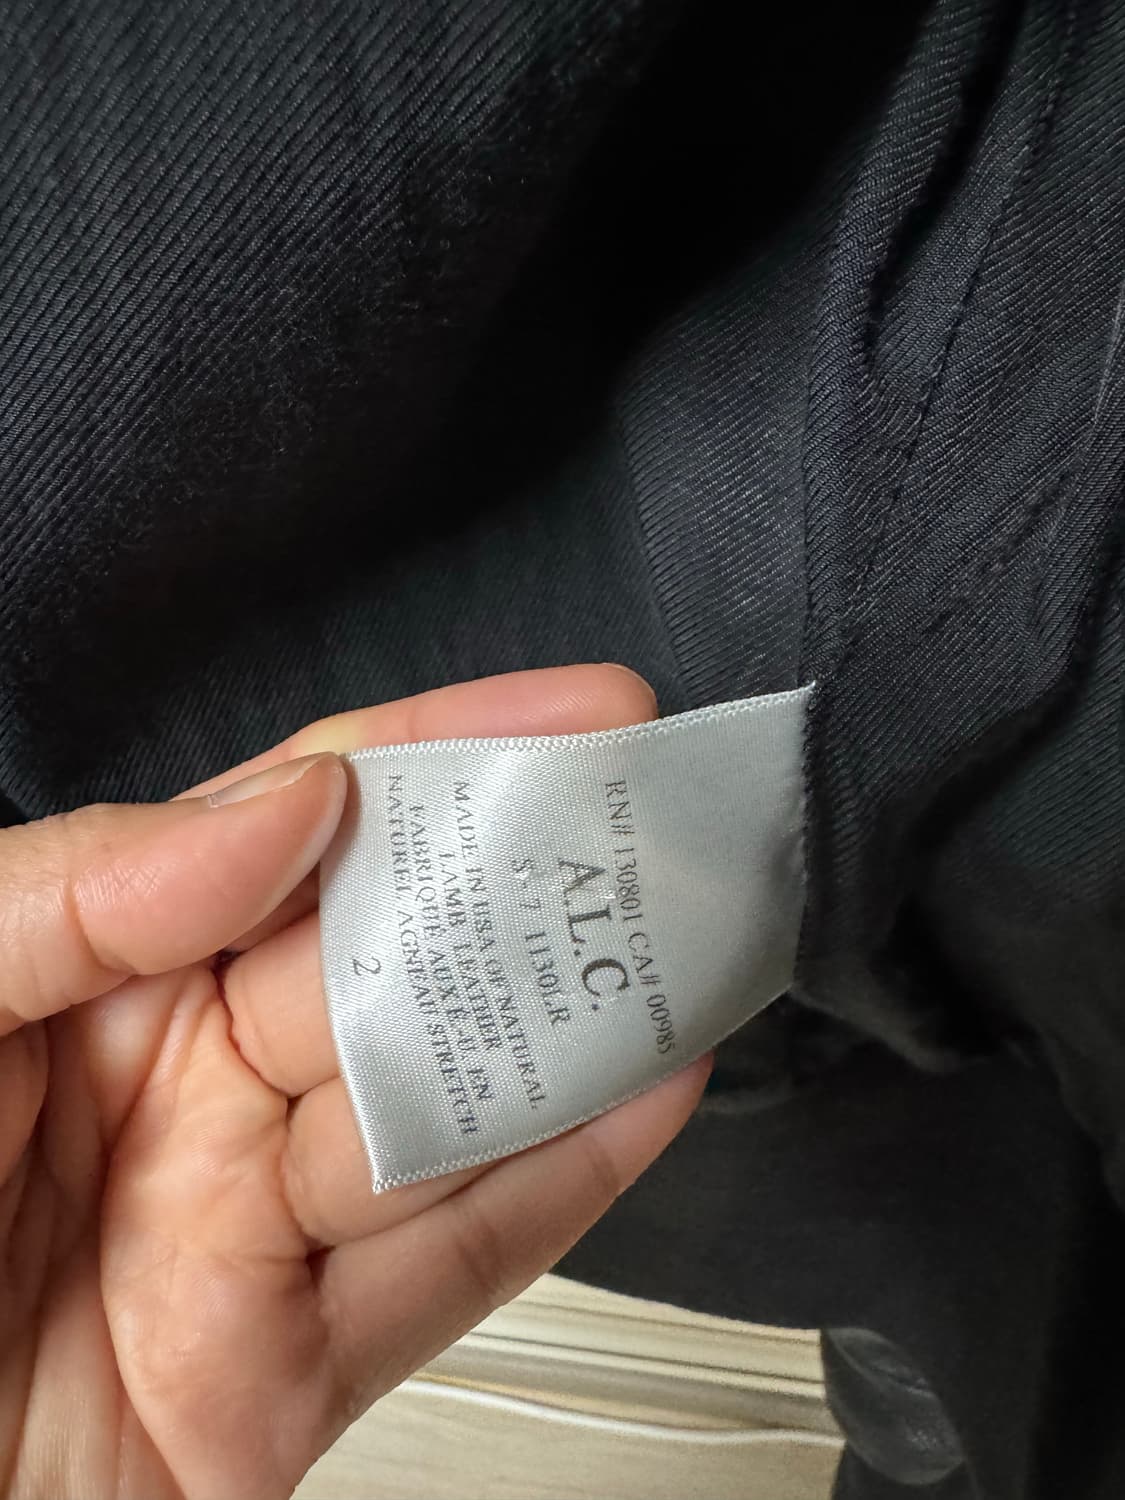 RN# 130801 CA# 00985
A.L.C.
S-7 1130LR
MADE IN USA OF NATURAL
LAMB LEATHER
FABRIQUÉ AUX E-U EN
NATUREL AGNEAU STRETCH
2